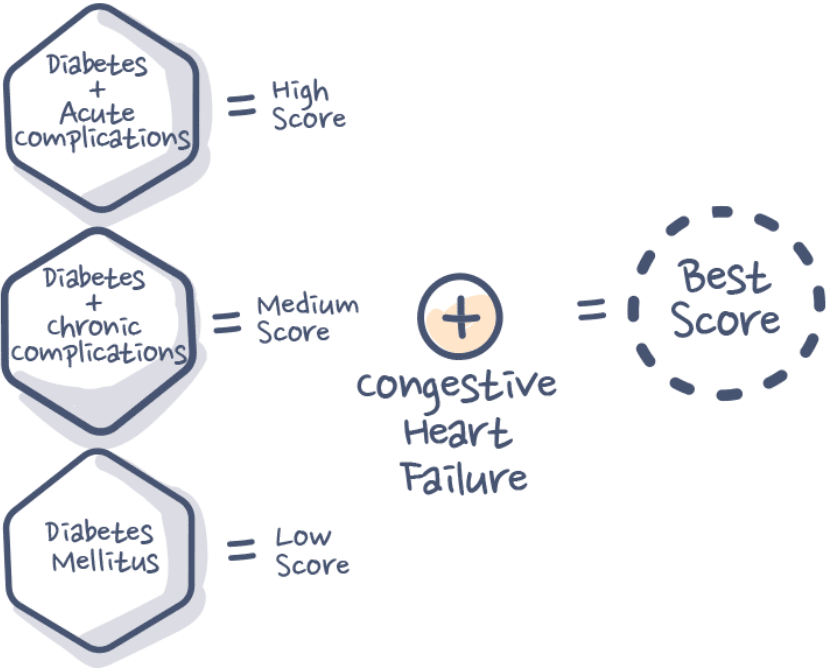 Diabetes
+
Acute
complications
= High
Score
Diabetes
+
chronic
complications
= Medium
Score
Diabetes
Mellitus
= Low
Score
+
congestive
Heart
Failure
=
Best
Score